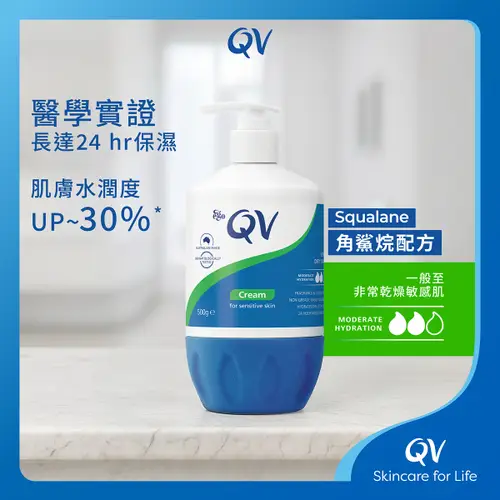 QV
醫學實證
長達24 hr保濕
肌膚水潤度
UP~30%*
Ego
QV
Cream
for sensitive skin
500g e
MODERATE
HYDRATION
Squalane
角鯊烷配方
一般至
非常乾燥敏感肌
MODERATE
HYDRATION
QV
Skincare for Life